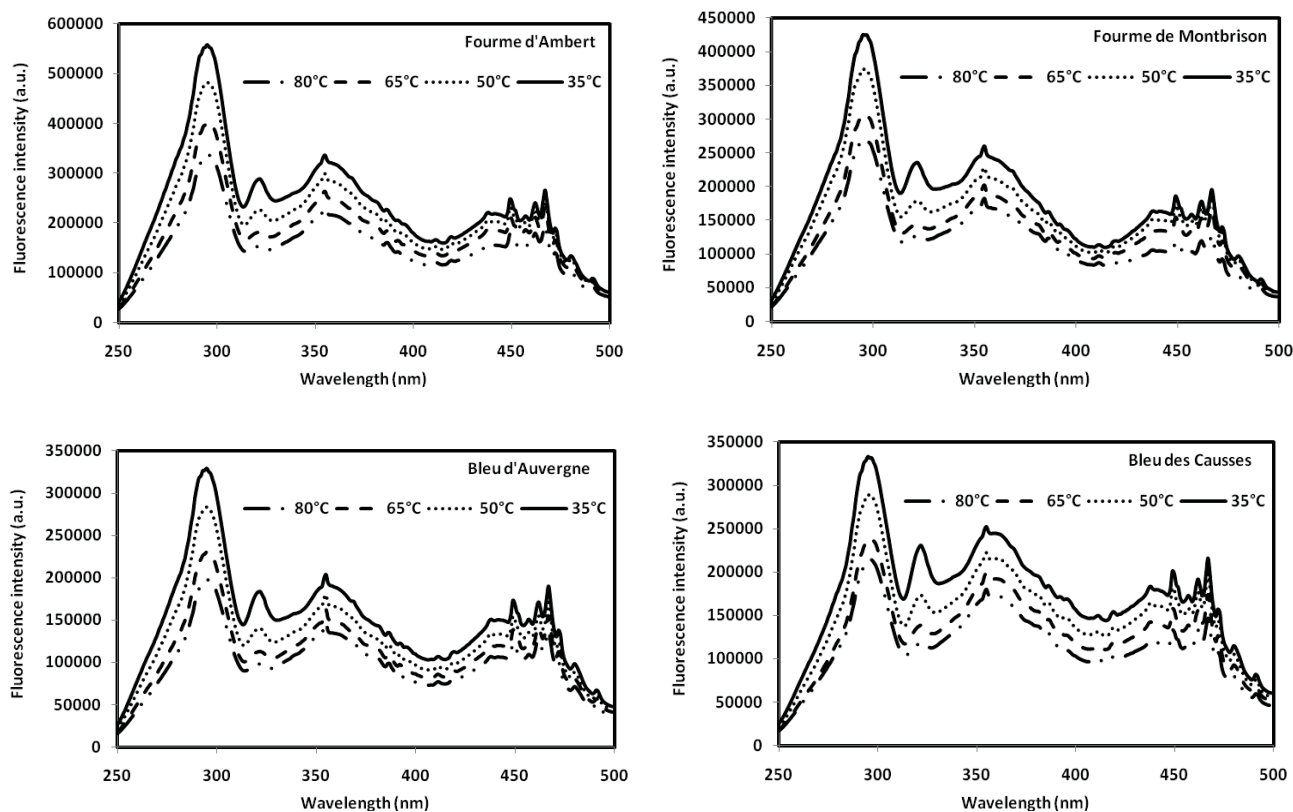 Fourme d'Ambert
80°C 65°C 50°C 35°C
Fluorescence intensity (a.u.)
600000
500000
400000
300000
200000
100000
0
250 300 350 400 450 500
Wavelength (nm)
Fourme de Montbrison
80°C 65°C 50°C 35°C
Fluorescence intensity (a.u.)
450000
400000
350000
300000
250000
200000
150000
100000
50000
0
250 300 350 400 450 500
Wavelength (nm)
Bleu d'Auvergne
80°C 65°C 50°C 35°C
Fluorescence intensity (a.u.)
350000
300000
250000
200000
150000
100000
50000
0
250 300 350 400 450 500
Wavelength (nm)
Bleu des Causses
80°C 65°C 50°C 35°C
Fluorescence intensity (a.u.)
350000
300000
250000
200000
150000
100000
50000
0
250 300 350 400 450 500
Wavelength (nm)